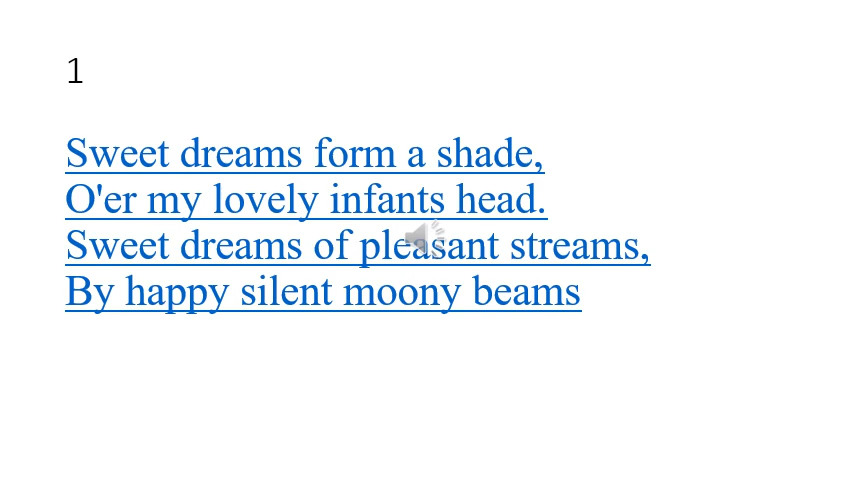 1
Sweet dreams form a shade,
O'er my lovely infants head.
Sweet dreams of pleasant streams,
By happy silent moony beams